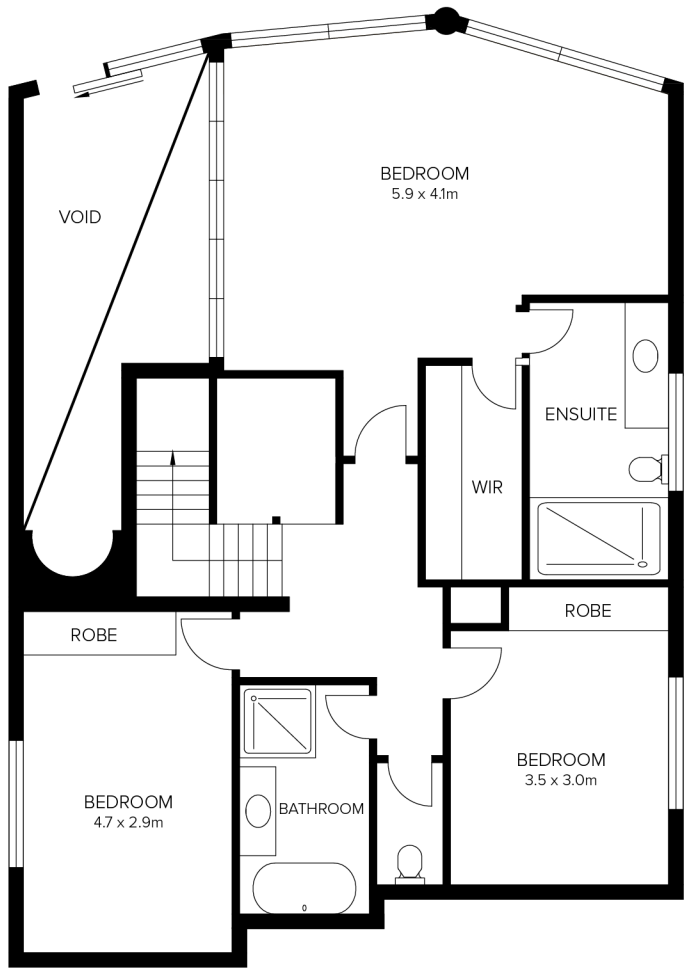 BEDROOM
5.9 x 4.1m
VOID
ENSUITE
WIR
ROBE
ROBE
BEDROOM
3.5 x 3.0m
BEDROOM
4.7 x 2.9m
BATHROOM